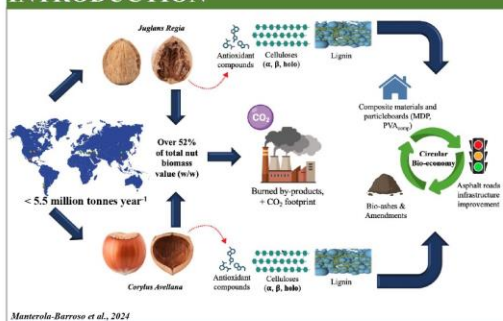 INTRODUCTION
Juglans Regia
Antioxidant
compounds
Celluloses
(α, β, holo)
Lignin
Composite materials and
particleboards (MDP,
PVAcomp)
CO2
Over 52%
of total nut
biomass
value (w/w)
Circular
Bio-economy
Burned by-products,
+ CO2 footprint
Asphalt roads
infrastructure
improvement
< 5.5 million tonnes year-1
Bio-ashes &
Amendments
Corylus Avellana
Antioxidant
compounds
Celluloses
(α, β, holo)
Lignin
Manterola-Barroso et al., 2024